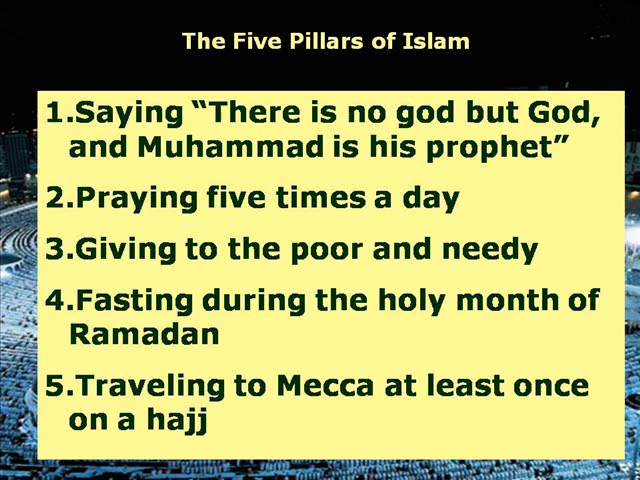 The Five Pillars of Islam
1.Saying “There is no god but God,
and Muhammad is his prophet”
2.Praying five times a day
3.Giving to the poor and needy
4.Fasting during the holy month of
Ramadan
5.Traveling to Mecca at least once
on a hajj